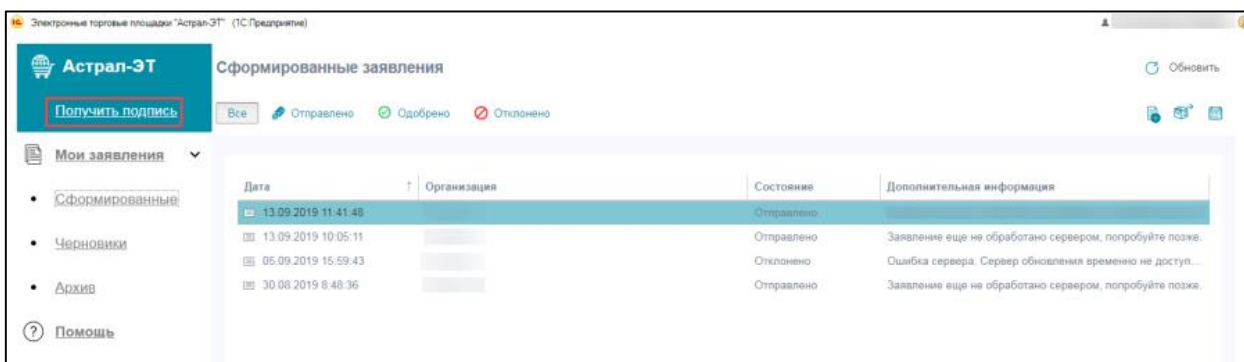 Электронные торговые площадки "Астрал-ЭТ" (1С:Предприятие)
Астрал-ЭТ
Получить подпись
Мои заявления
Сформированные
Черновики
Архив
Помощь
Сформированные заявления
Обновить
Все Отправлено Одобрено Отклонено
Дата Организация Состояние Дополнительная информация
13.09.2019 11:41:48 Отправлено
13.09.2019 10:05:11 Отправлено Заявление еще не обработано сервером, попробуйте позже.
05.09.2019 15:59:43 Отклонено Ошибка сервера. Сервер обновления временно не доступ...
30.08.2019 8:48:36 Отправлено Заявление еще не обработано сервером, попробуйте позже.